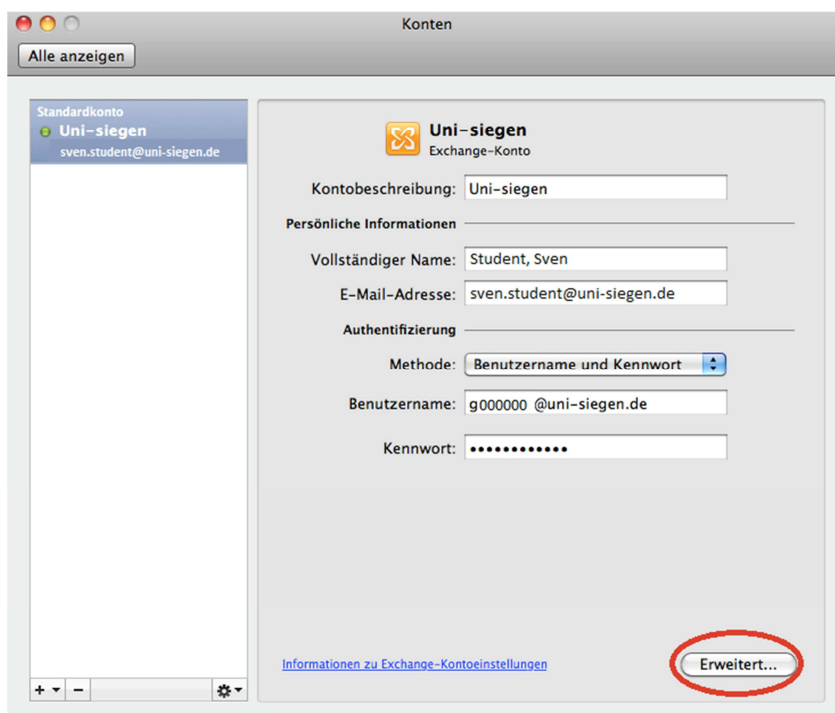 Konten
Alle anzeigen
Standardkonto
Uni-siegen
sven.student@uni-siegen.de
Uni-siegen
Exchange-Konto
Kontobeschreibung: Uni-siegen
Persönliche Informationen
Vollständiger Name: Student, Sven
E-Mail-Adresse: sven.student@uni-siegen.de
Authentifizierung
Methode: Benutzername und Kennwort
Benutzername: g000000 @uni-siegen.de
Kennwort: ••••••••••••
Informationen zu Exchange-Kontoeinstellungen
Erweitert...